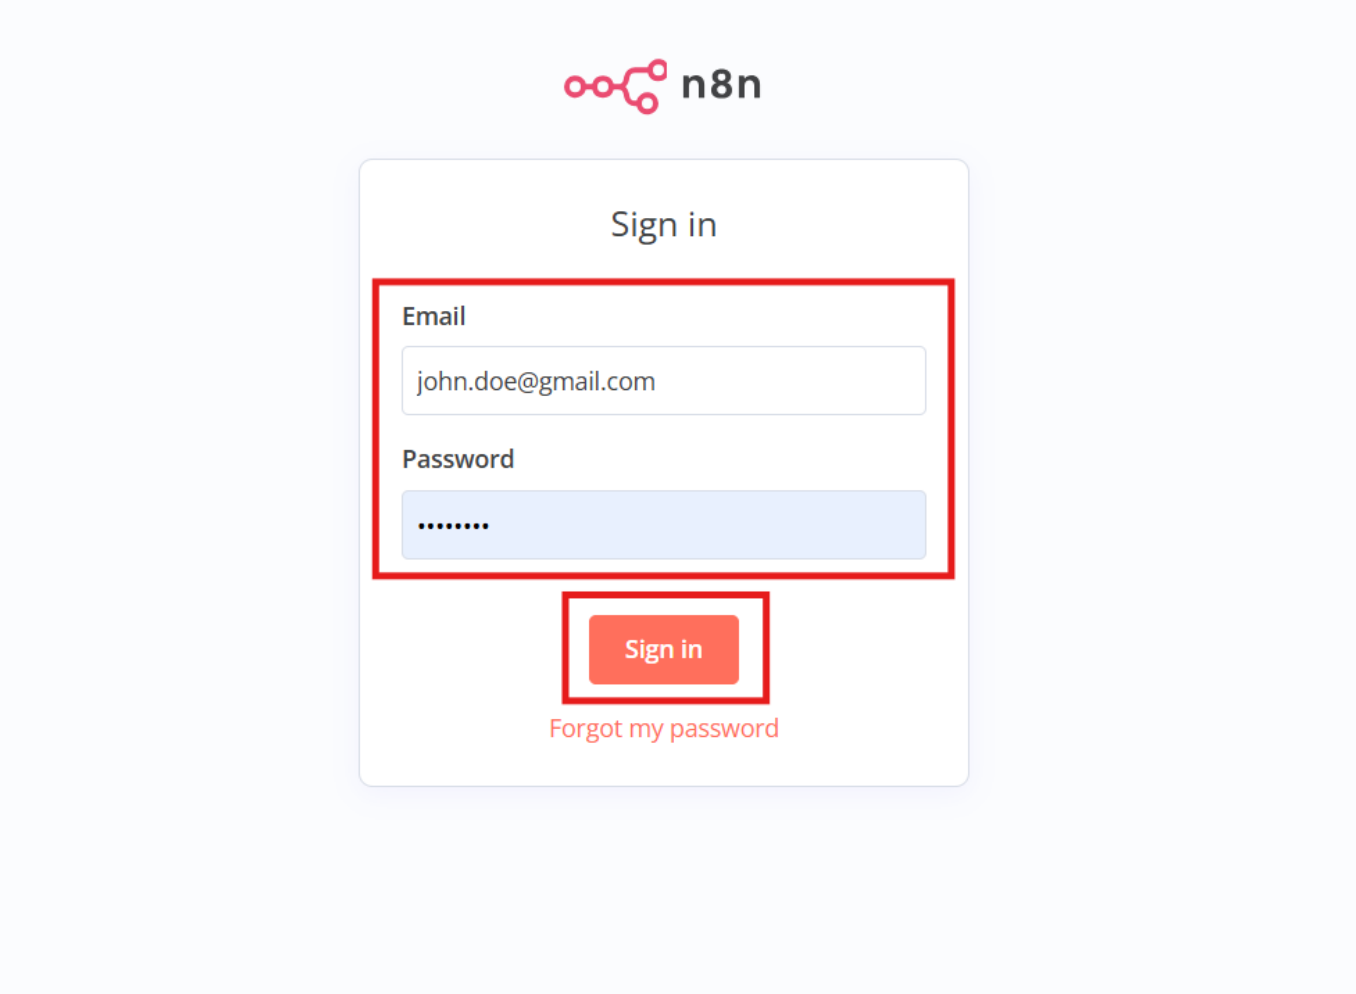 n8n
Sign in
Email
john.doe@gmail.com
Password
••••••••
Sign in
Forgot my password